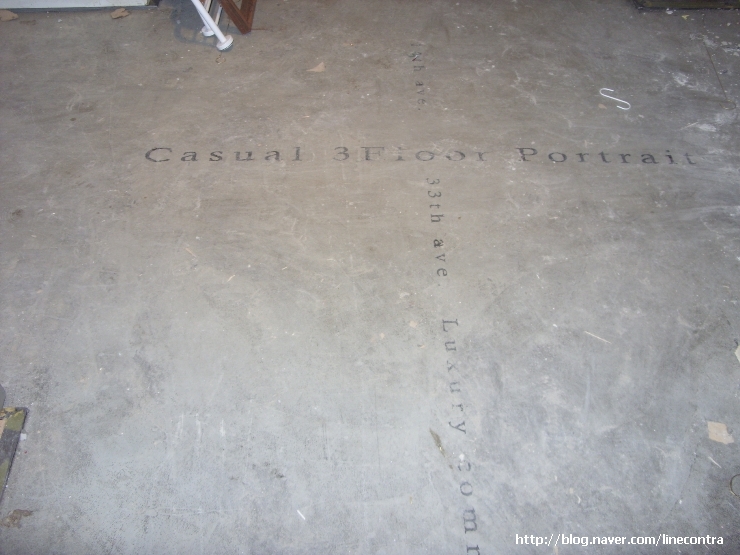 Casual 3Floor Portrait
33th ave. Luxury
http://blog.naver.com/linecontra